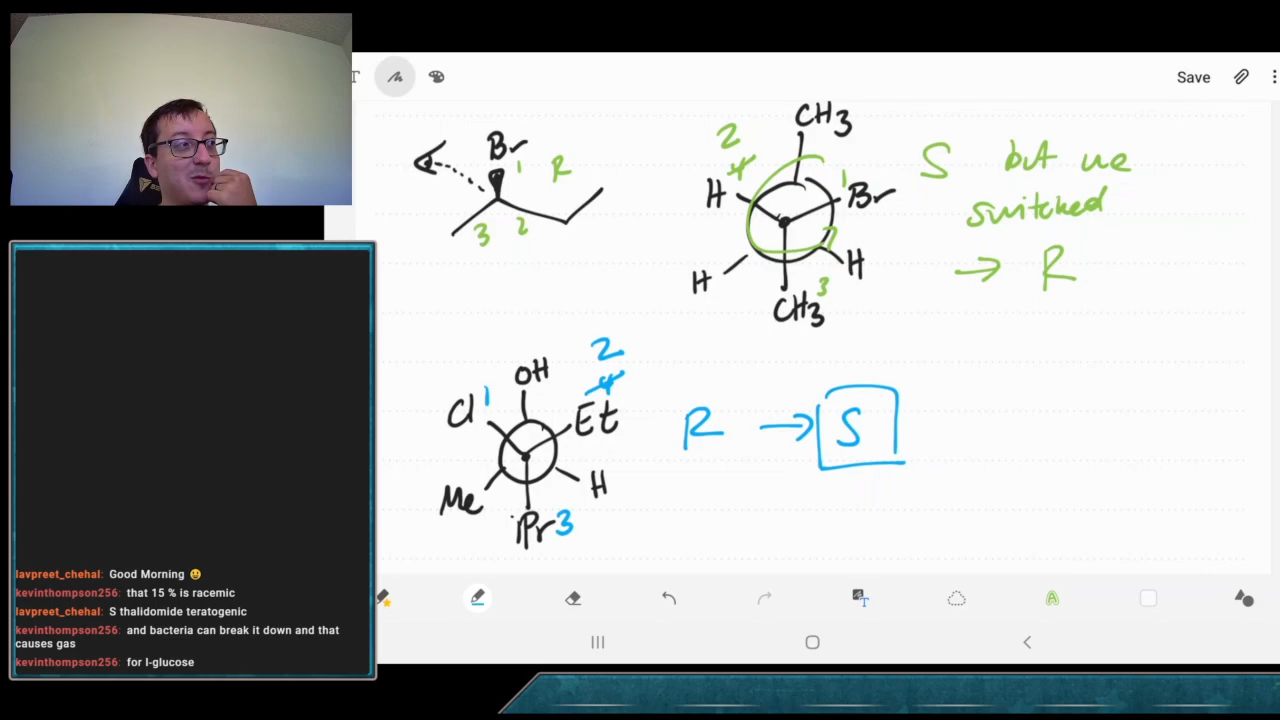 T
Save
Br
1
R
3
2
CH3
2
4
H
1
Br
H
H
3
CH3
S but we
switched
→ R
2
4
OH
Cl
1
Et
Me
H
iPr
3
R → S
lavpreet_chehal: Good Morning 😀
kevinthompson256: that 15 % is racemic
lavpreet_chehal: S thalidomide teratogenic
kevinthompson256: and bacteria can break it down and that
causes gas
kevinthompson256: for l-glucose
A